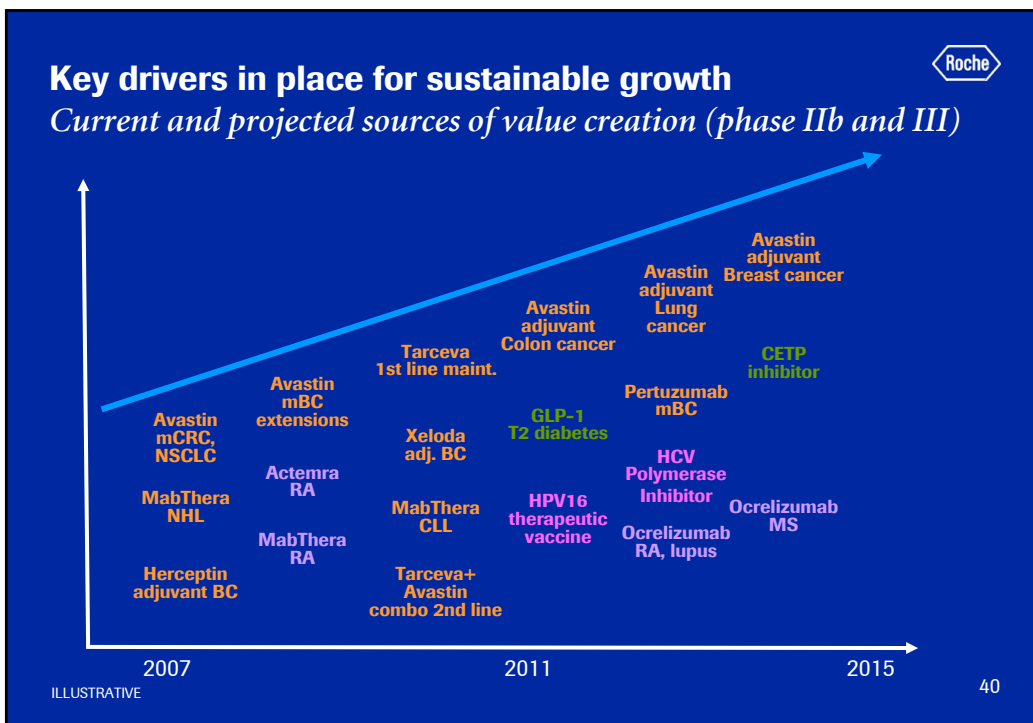 Roche
Key drivers in place for sustainable growth
Current and projected sources of value creation (phase IIb and III)
Avastin
mCRC,
NSCLC
MabThera
NHL
Herceptin
adjuvant BC
Avastin
mBC
extensions
Actemra
RA
MabThera
RA
Tarceva
1st line maint.
Xeloda
adj. BC
MabThera
CLL
Tarceva+
Avastin
combo 2nd line
Avastin
adjuvant
Colon cancer
GLP-1
T2 diabetes
HPV16
therapeutic
vaccine
Avastin
adjuvant
Lung
cancer
Pertuzumab
mBC
HCV
Polymerase
Inhibitor
Ocrelizumab
RA, lupus
Avastin
adjuvant
Breast cancer
CETP
inhibitor
Ocrelizumab
MS
2007
2011
2015
ILLUSTRATIVE
40